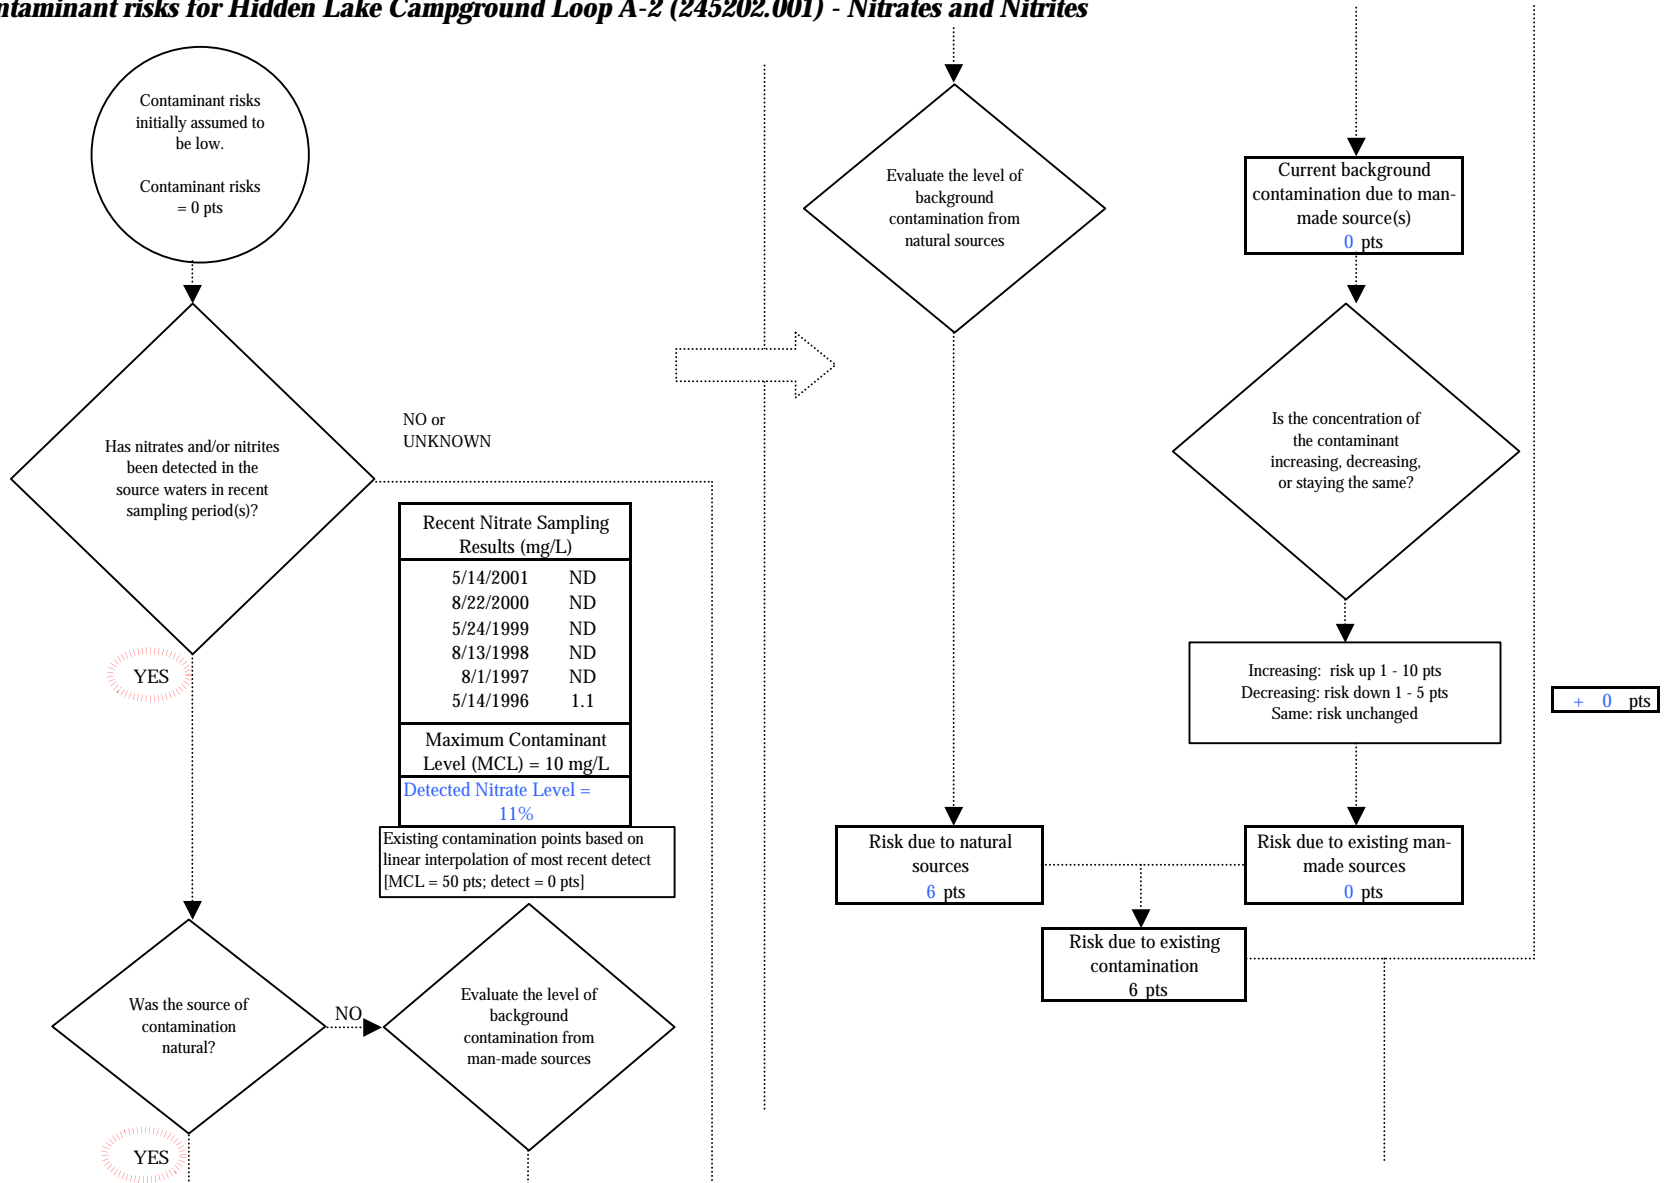 ntaminant risks for Hidden Lake Campground Loop A-2 (245202.001) - Nitrates and Nitrites
Contaminant risks
initially assumed to
be low.
Contaminant risks
= 0 pts
Has nitrates and/or nitrites
been detected in the
source waters in recent
sampling period(s)?
NO or
UNKNOWN
YES
Recent Nitrate Sampling
Results (mg/L)
5/14/2001 ND
8/22/2000 ND
5/24/1999 ND
8/13/1998 ND
8/1/1997 ND
5/14/1996 1.1
Maximum Contaminant
Level (MCL) = 10 mg/L
Detected Nitrate Level =
11%
Existing contamination points based on
linear interpolation of most recent detect
[MCL = 50 pts; detect = 0 pts]
Was the source of
contamination
natural?
NO
YES
Evaluate the level of
background
contamination from
man-made sources
Evaluate the level of
background
contamination from
natural sources
Risk due to natural
sources
6 pts
Current background
contamination due to man-
made source(s)
0 pts
Is the concentration of
the contaminant
increasing, decreasing,
or staying the same?
Increasing: risk up 1 - 10 pts
Decreasing: risk down 1 - 5 pts
Same: risk unchanged
+ 0 pts
Risk due to existing man-
made sources
0 pts
Risk due to existing
contamination
6 pts